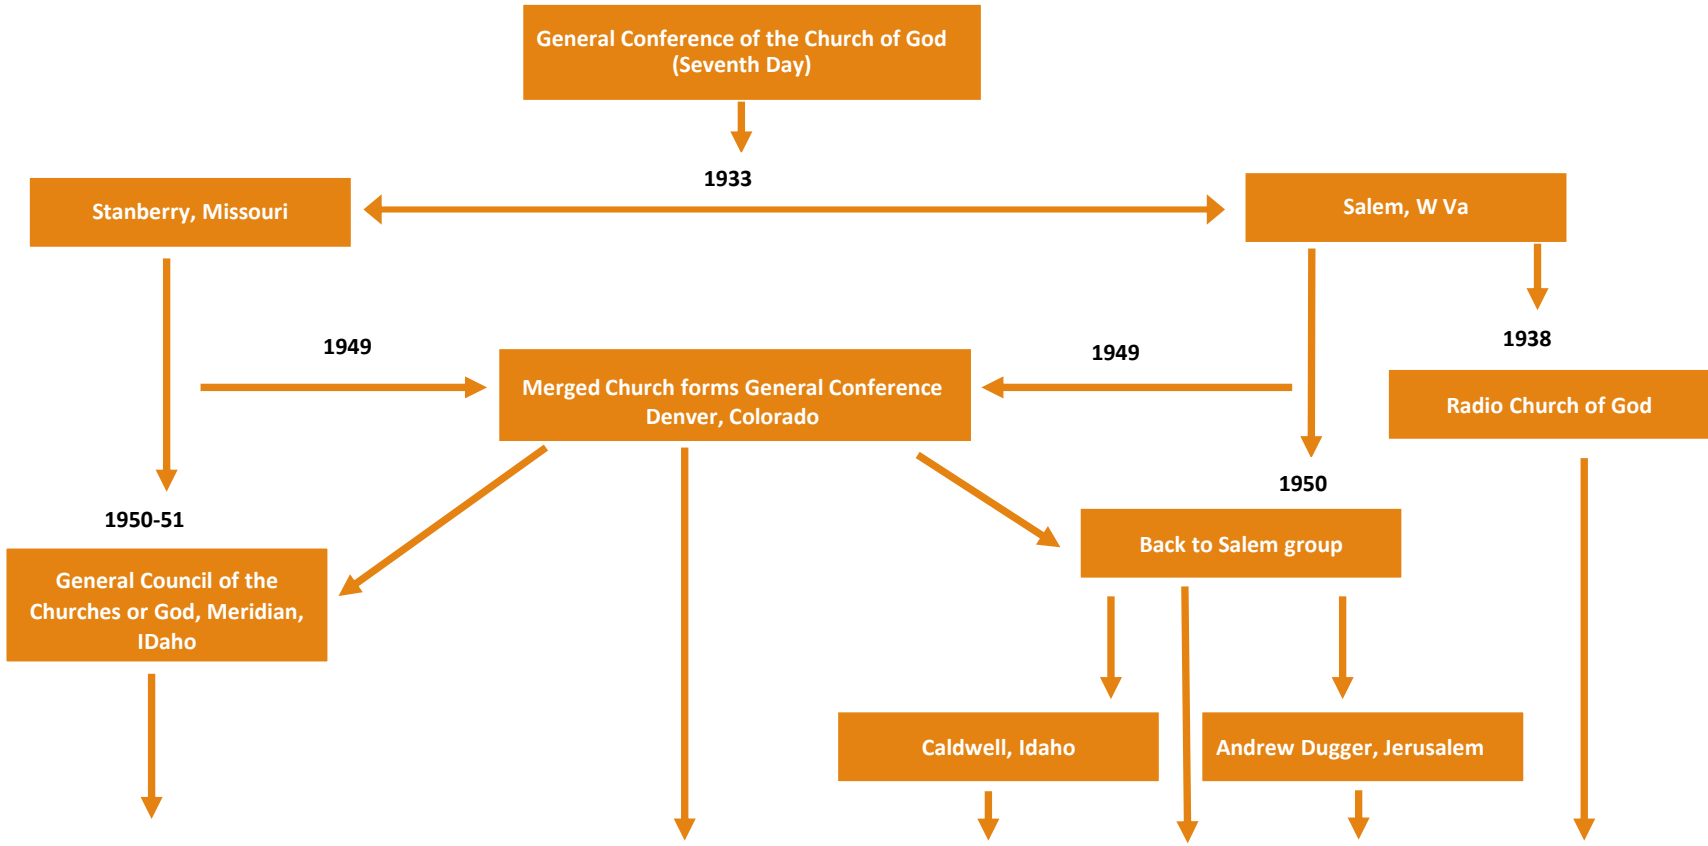 General Conference of the Church of God
(Seventh Day)
1933
Stanberry, Missouri
Salem, W Va
1949
1949
1938
Merged Church forms General Conference
Denver, Colorado
Radio Church of God
1950
1950-51
Back to Salem group
General Council of the
Churches or God, Meridian,
IDaho
Caldwell, Idaho
Andrew Dugger, Jerusalem